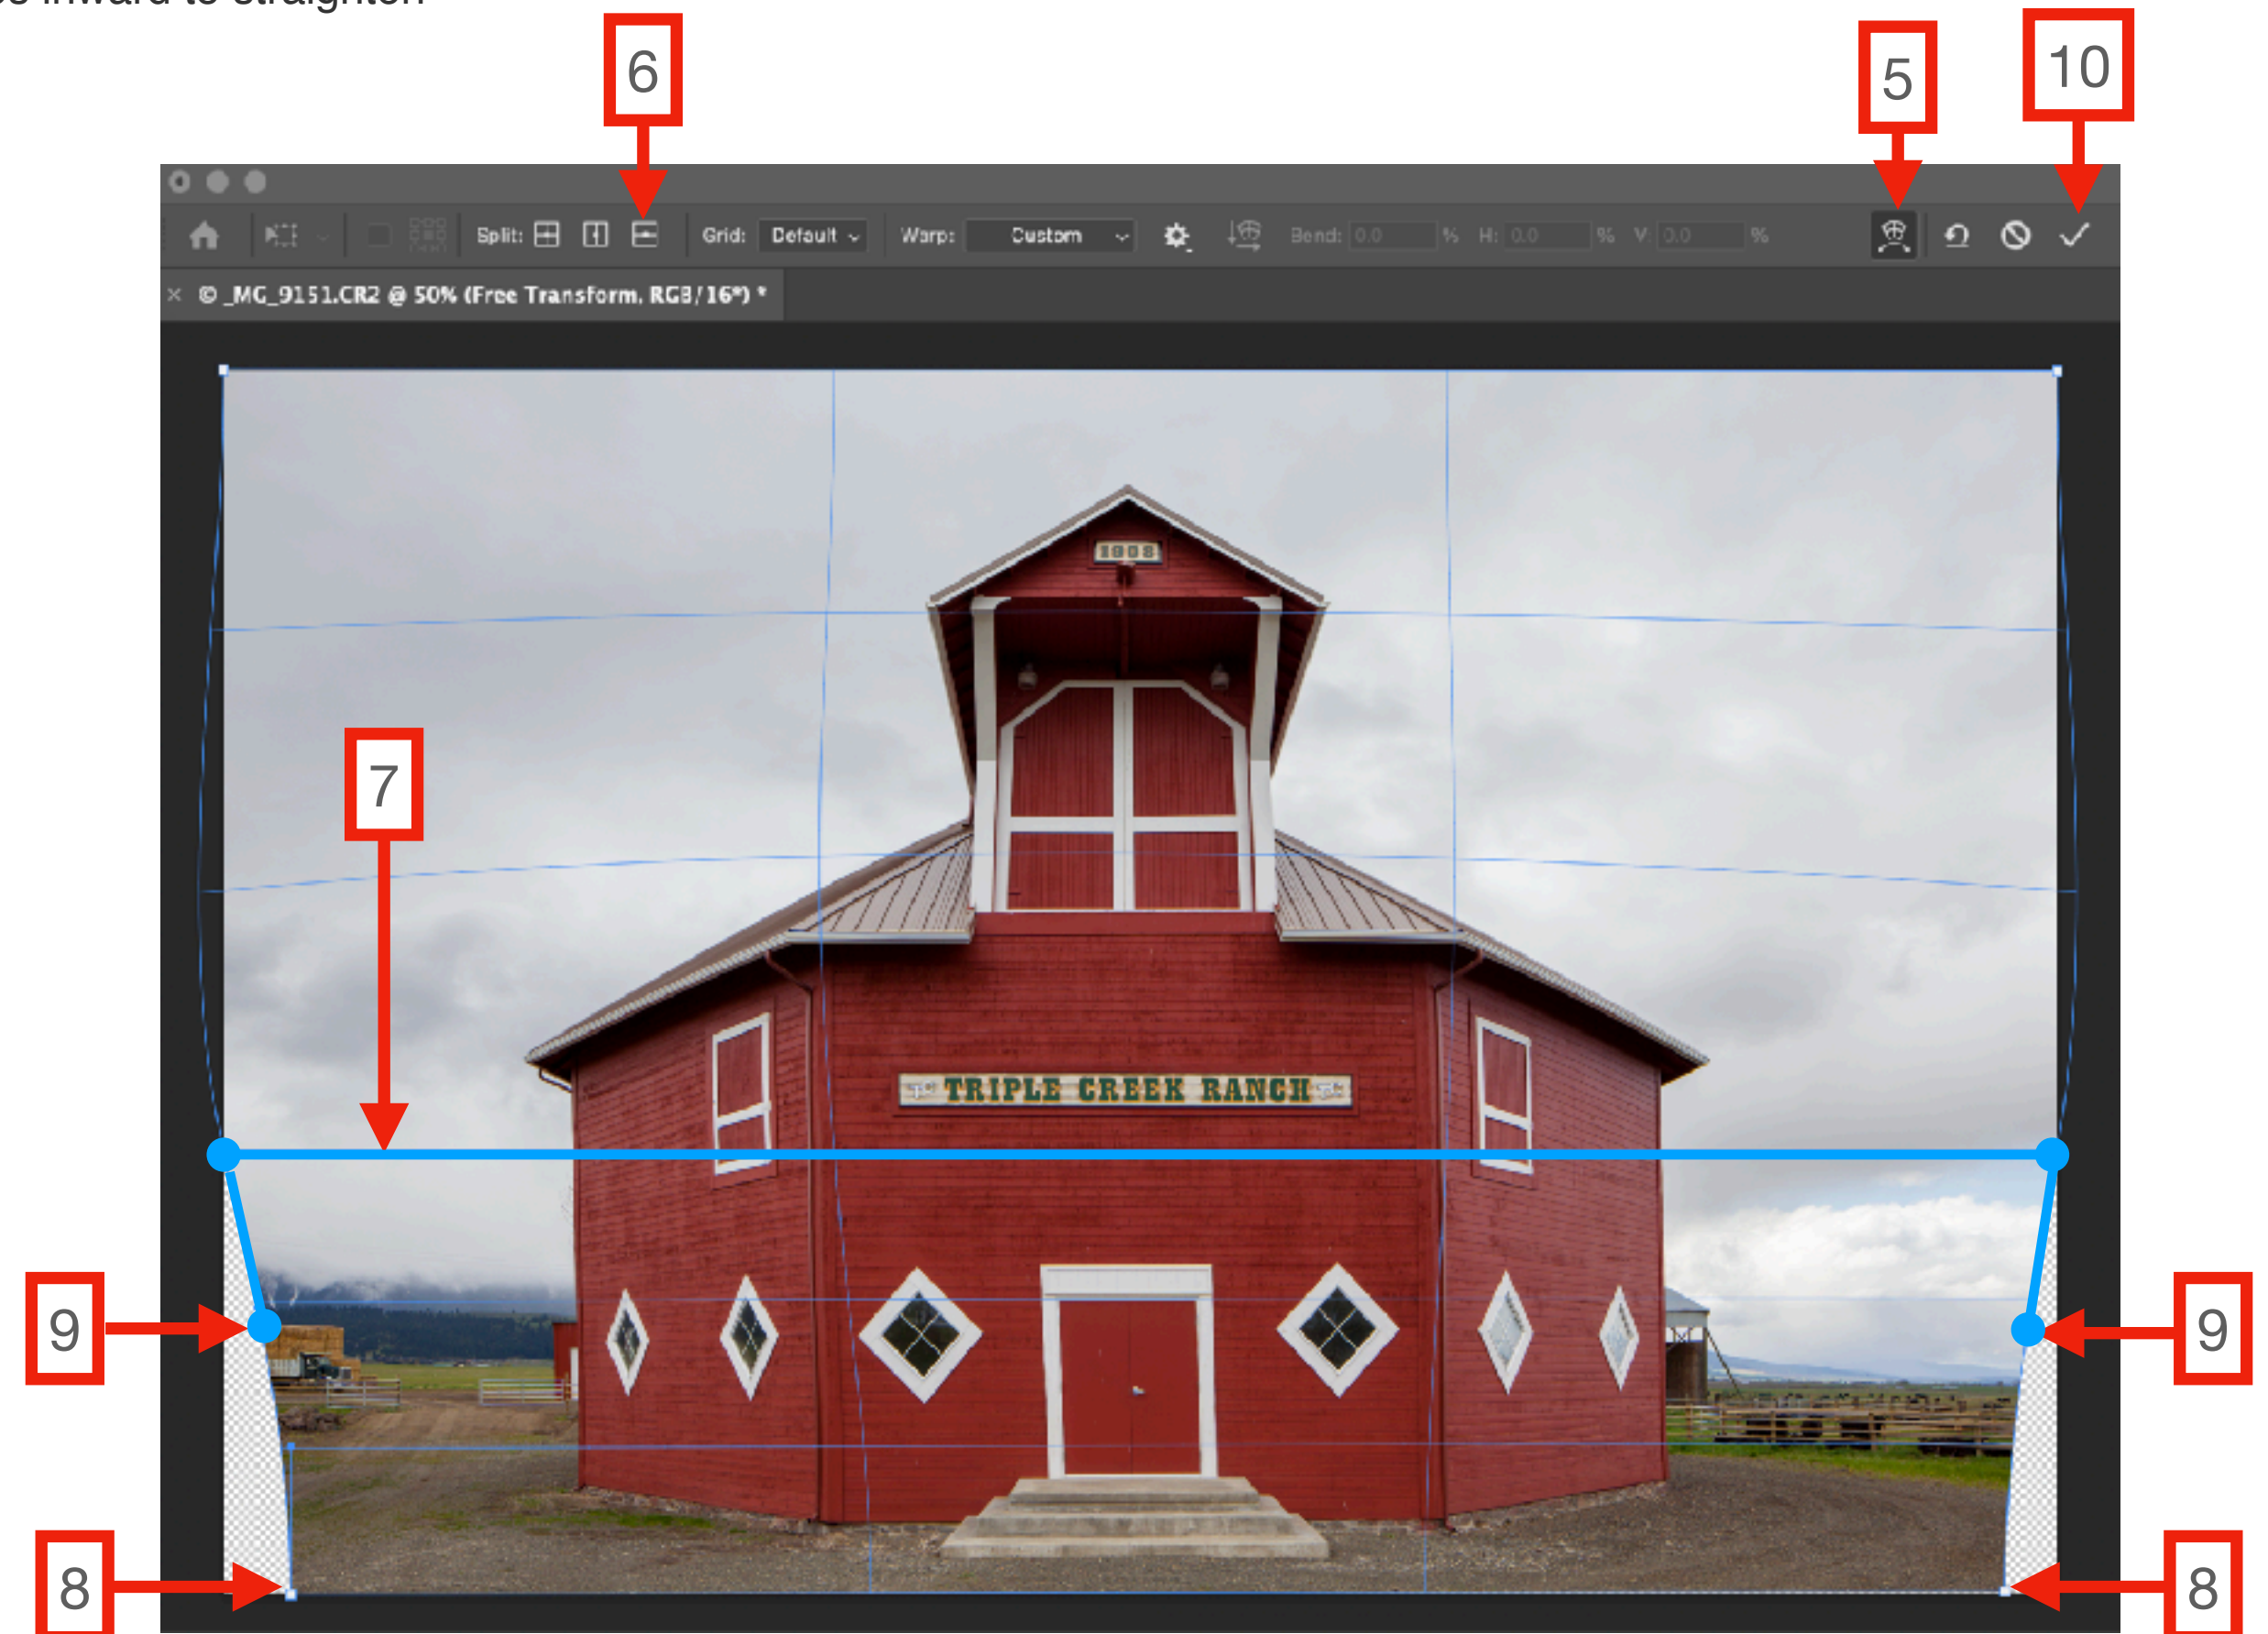 inward to straighten
6
5
10
Split:
Grid: Default
Warp: Custom
Bend: 0.0 % H: 0.0 % V: 0.0 %
× © _MG_9151.CR2 @ 50% (Free Transform, RGB/16*) *
1908
7
TRIPLE CREEK RANCH
9
9
8
8